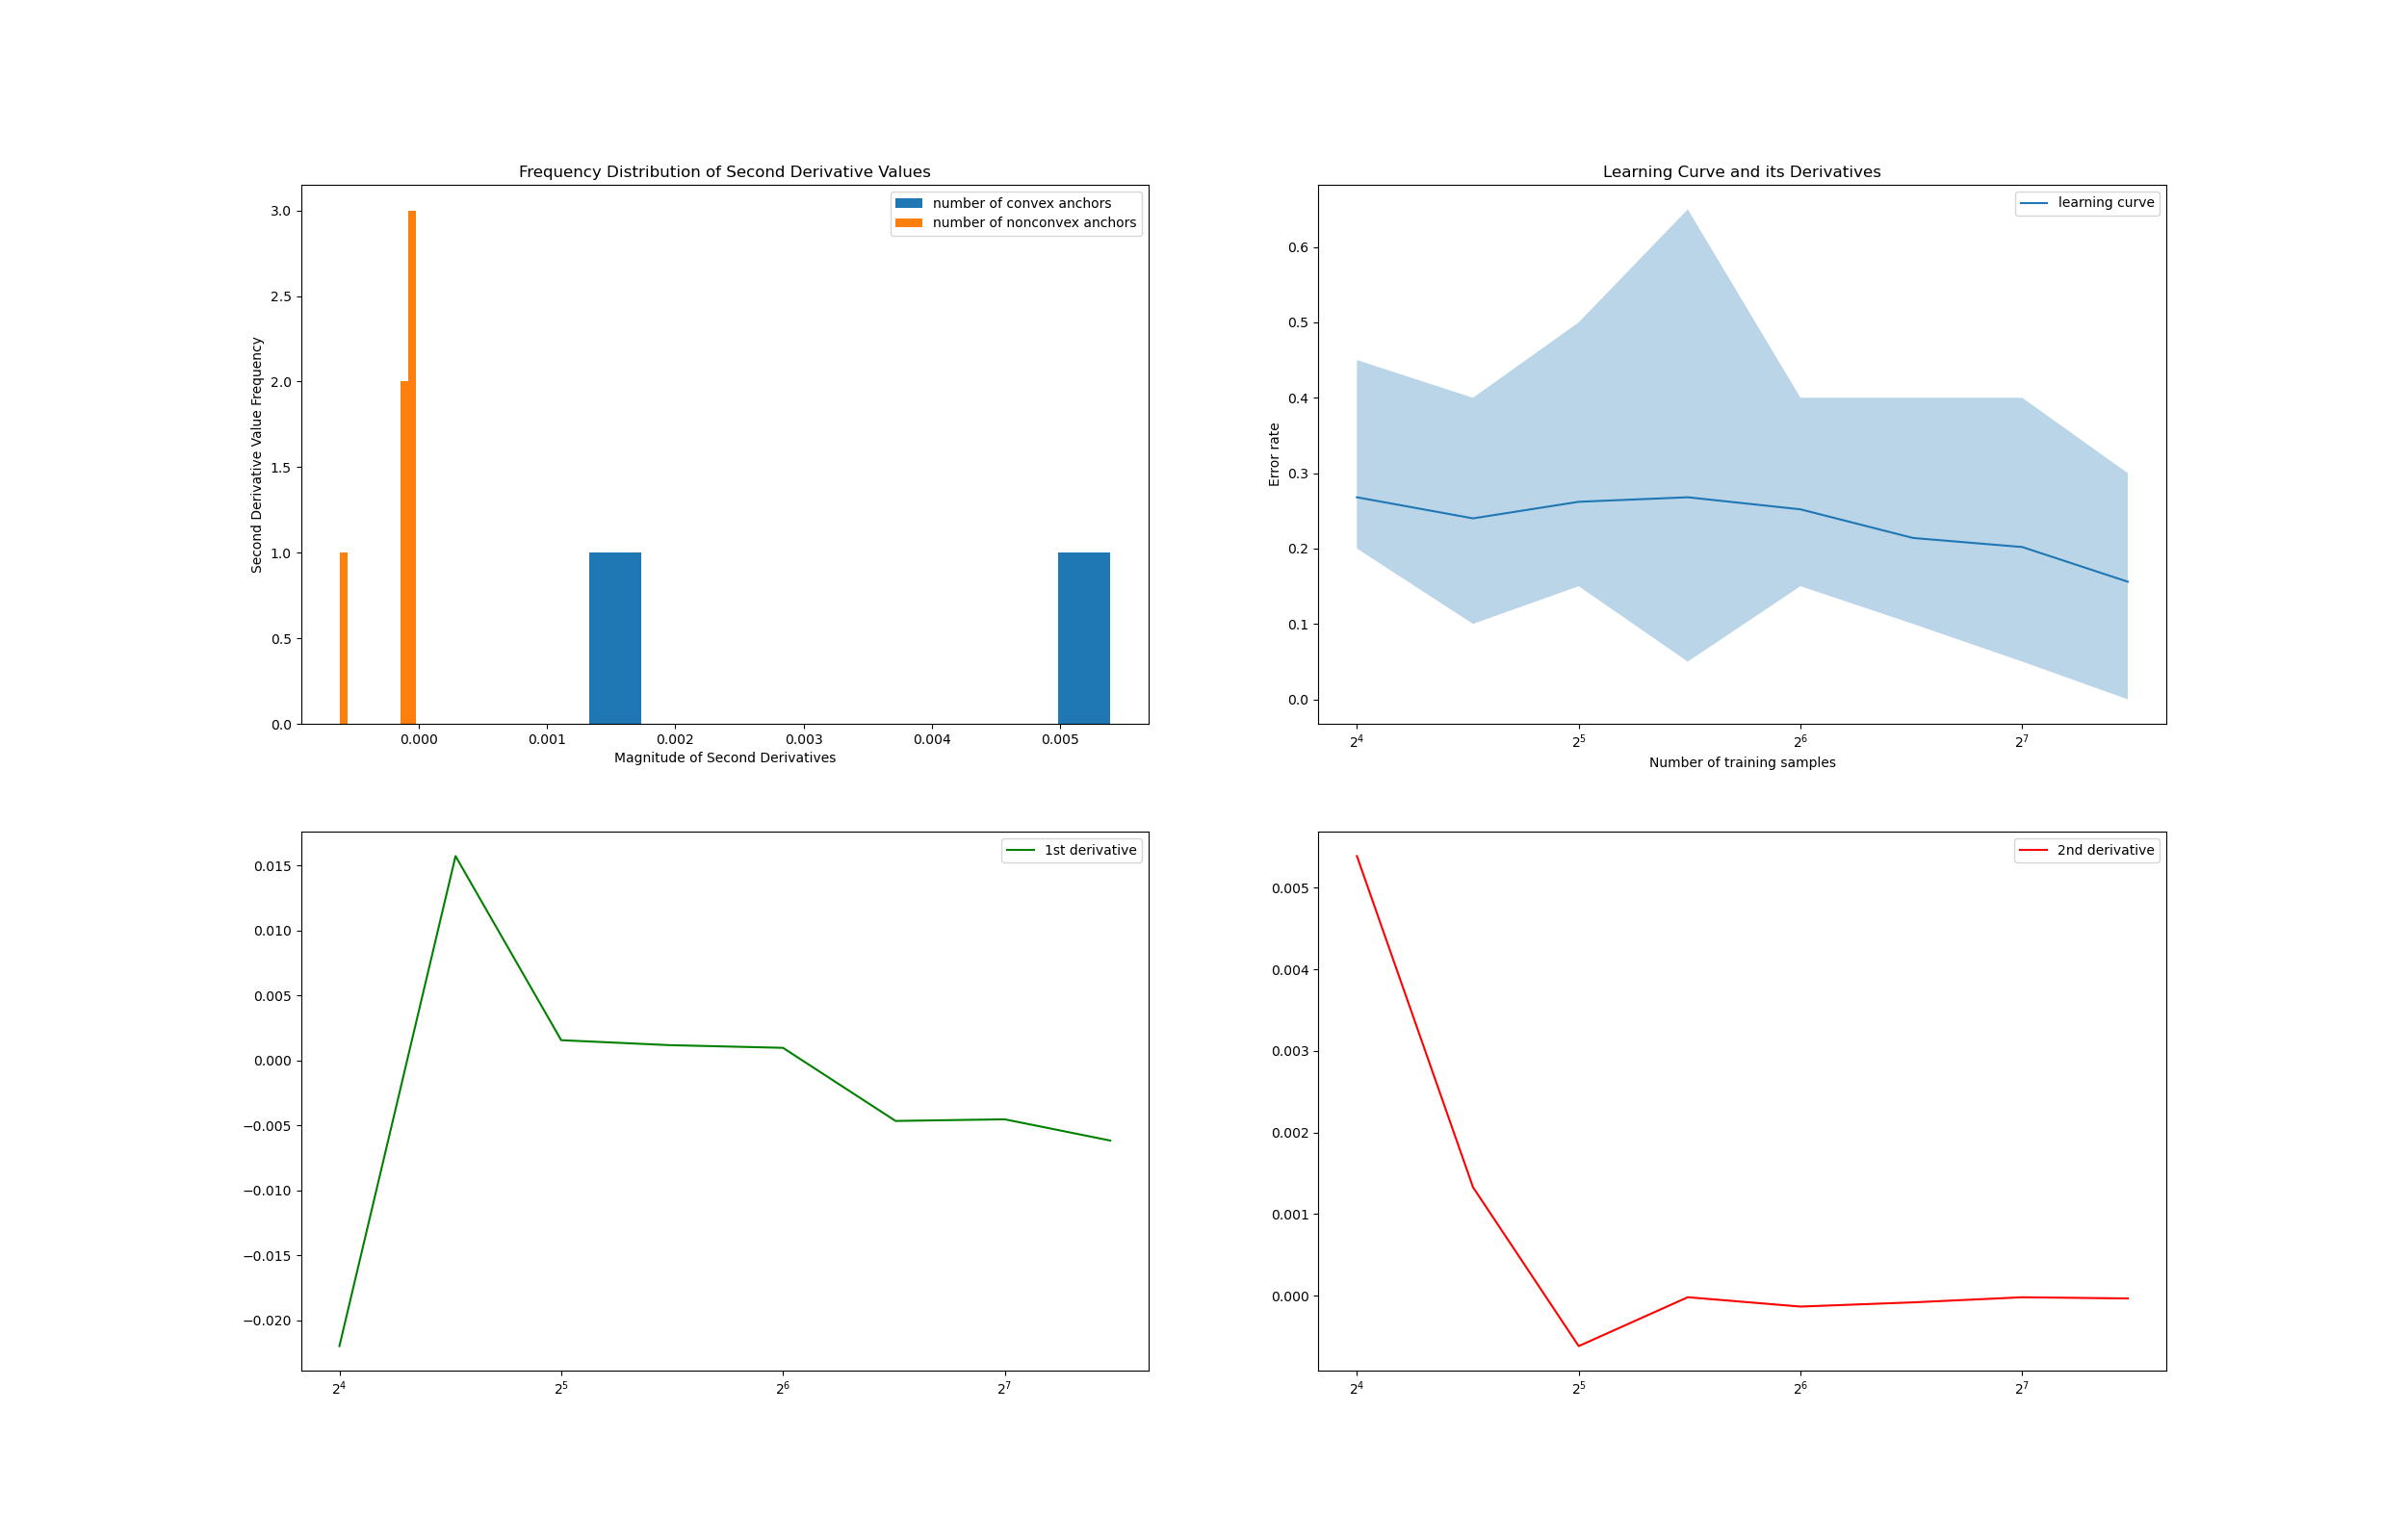 Frequency Distribution of Second Derivative Values
number of convex anchors
number of nonconvex anchors
Second Derivative Value Frequency
3.0
2.5
2.0
1.5
1.0
0.5
0.0
0.000 0.001 0.002 0.003 0.004 0.005
Magnitude of Second Derivatives
Learning Curve and its Derivatives
learning curve
Error rate
0.6
0.5
0.4
0.3
0.2
0.1
0.0
2⁴ 2⁵ 2⁶ 2⁷
Number of training samples
1st derivative
0.015
0.010
0.005
0.000
−0.005
−0.010
−0.015
−0.020
2⁴ 2⁵ 2⁶ 2⁷
2nd derivative
0.005
0.004
0.003
0.002
0.001
0.000
2⁴ 2⁵ 2⁶ 2⁷